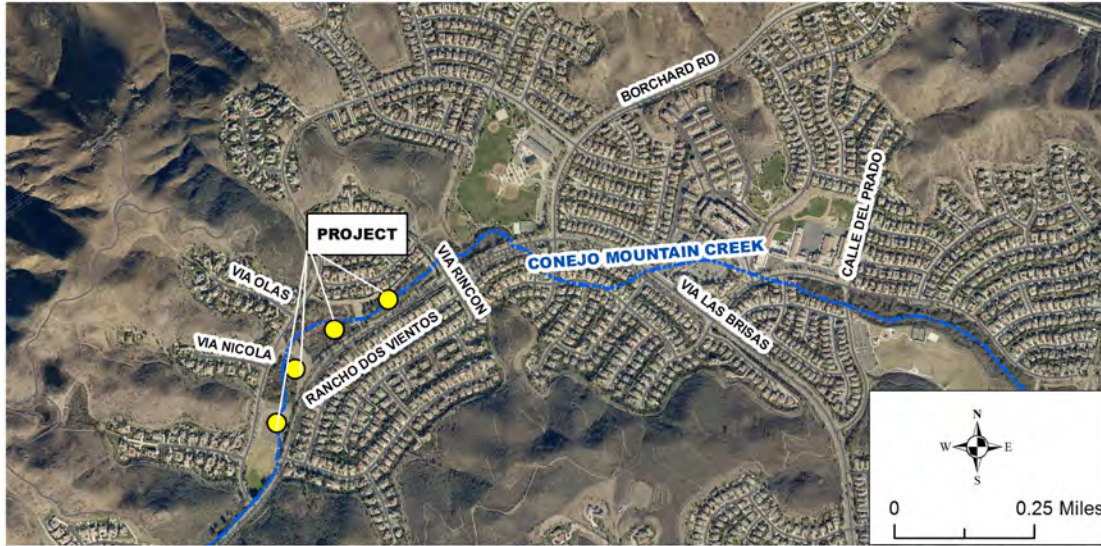 BORCHARD RD
CALLE DEL PRADO
PROJECT
VIA RINCON
CONEJO MOUNTAIN CREEK
VIA OLAS
VIA LAS BRISAS
VIA NICOLA
RANCHO DOS VIENTOS
N
W E
S
0 0.25 Miles